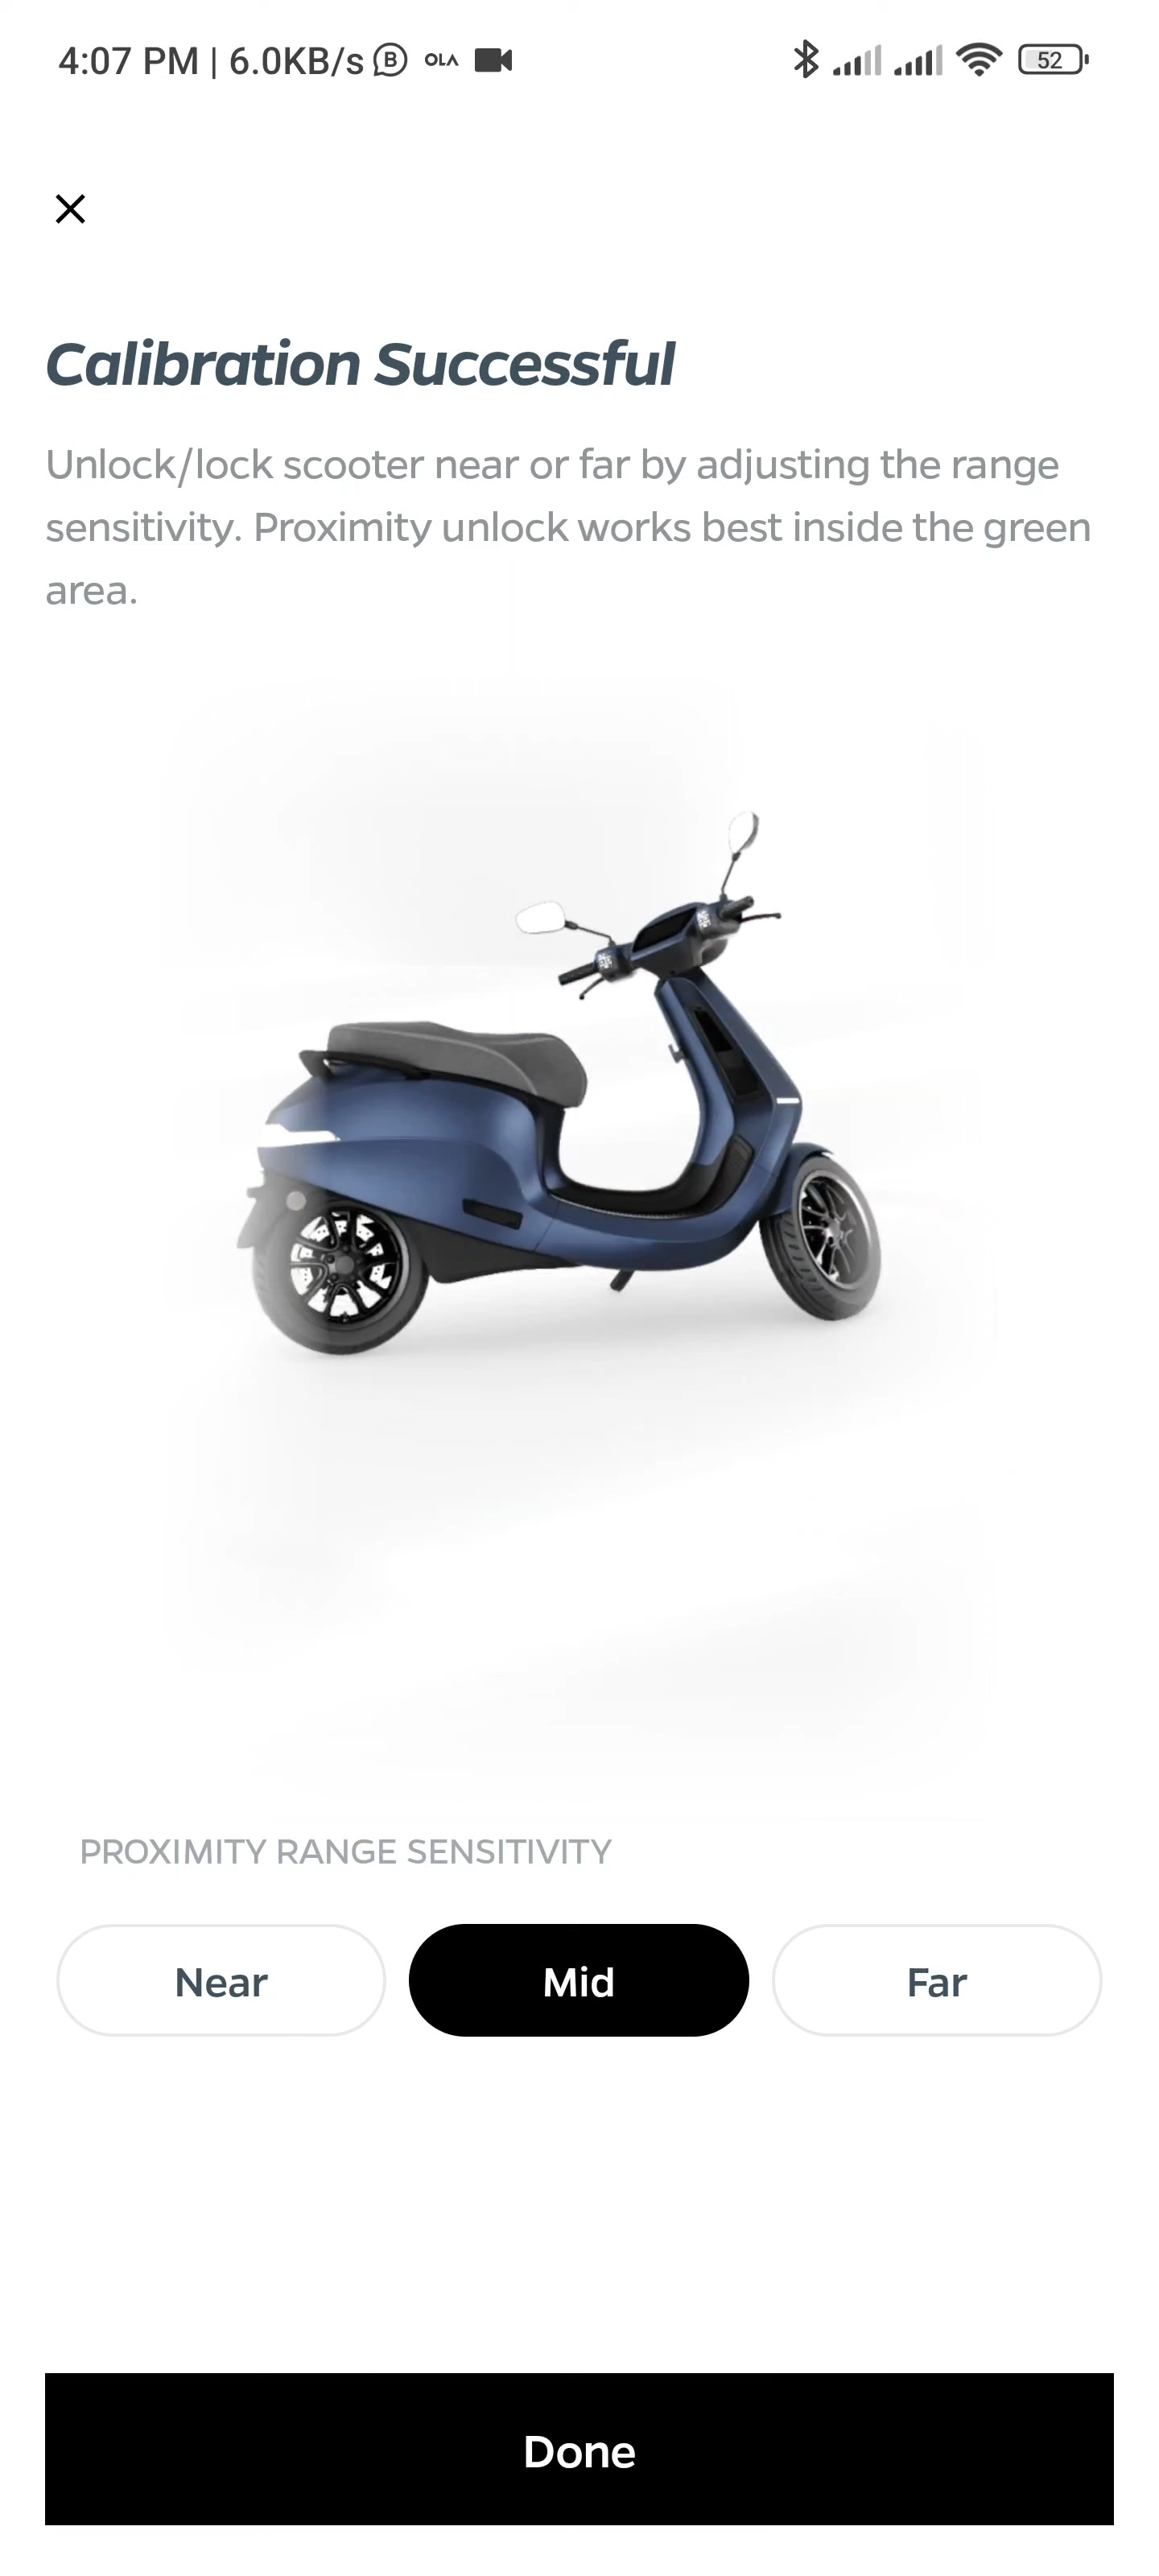 4:07 PM | 6.0KB/s B OLA 52
Calibration Successful
Unlock/lock scooter near or far by adjusting the range
sensitivity. Proximity unlock works best inside the green
area.
PROXIMITY RANGE SENSITIVITY
Near Mid Far
Done